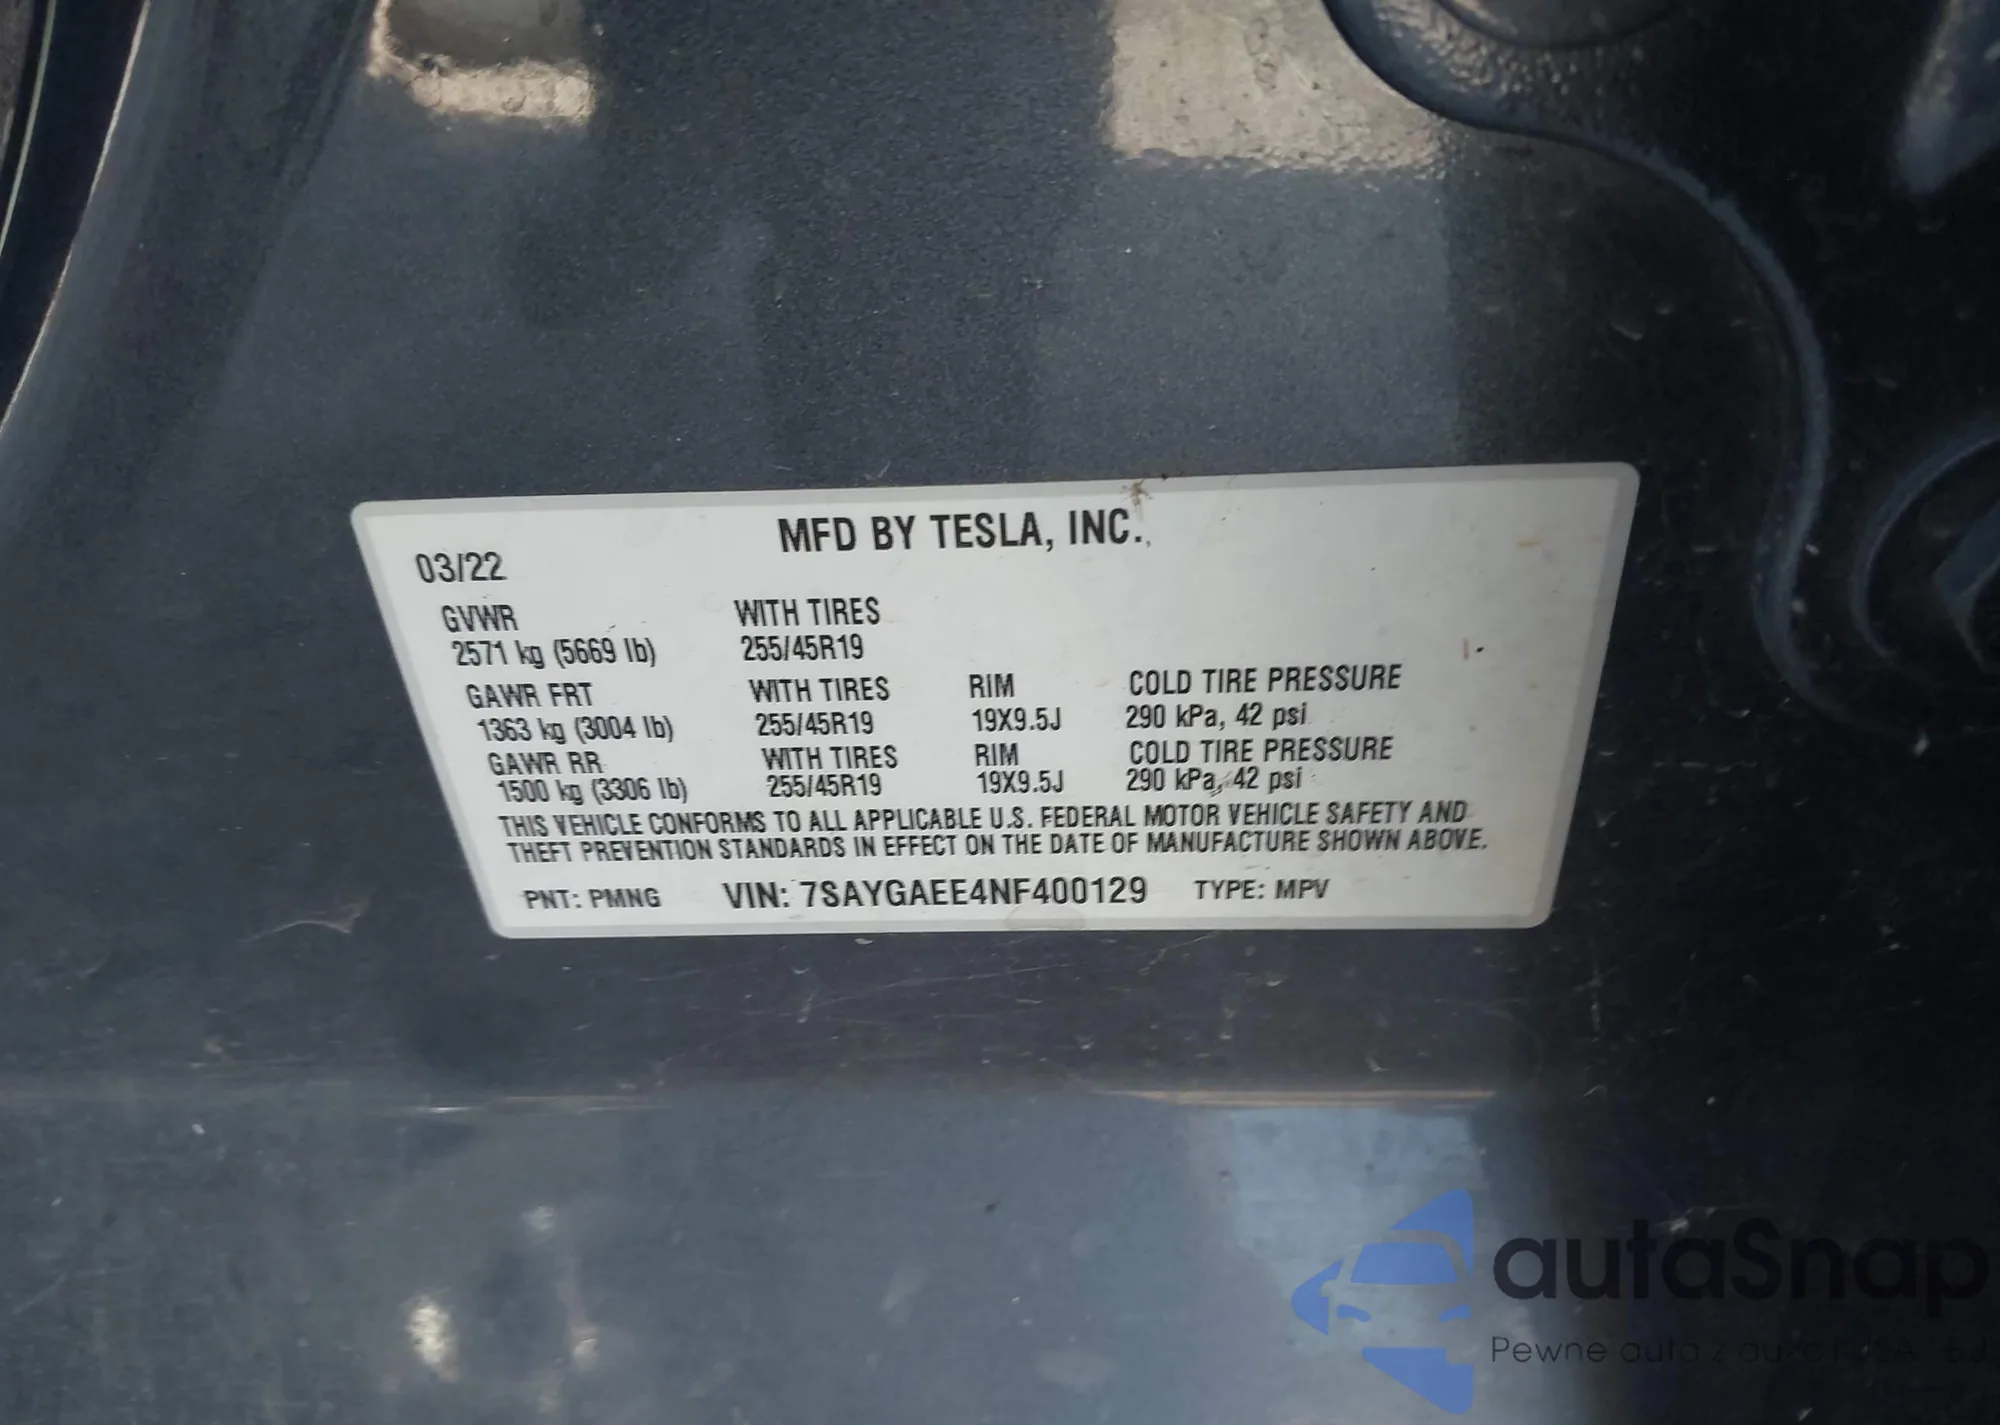 MFD BY TESLA, INC.
03/22
GVWR WITH TIRES
2571 kg (5669 lb) 255/45R19
GAWR FRT WITH TIRES RIM COLD TIRE PRESSURE
1363 kg (3004 lb) 255/45R19 19X9.5J 290 kPa, 42 psi
GAWR RR WITH TIRES RIM COLD TIRE PRESSURE
1500 kg (3306 lb) 255/45R19 19X9.5J 290 kPa, 42 psi
THIS VEHICLE CONFORMS TO ALL APPLICABLE U.S. FEDERAL MOTOR VEHICLE SAFETY AND
THEFT PREVENTION STANDARDS IN EFFECT ON THE DATE OF MANUFACTURE SHOWN ABOVE.
PNT: PMNG VIN: 7SAYGAEE4NF400129 TYPE: MPV
autaSnap
Pewne auta z